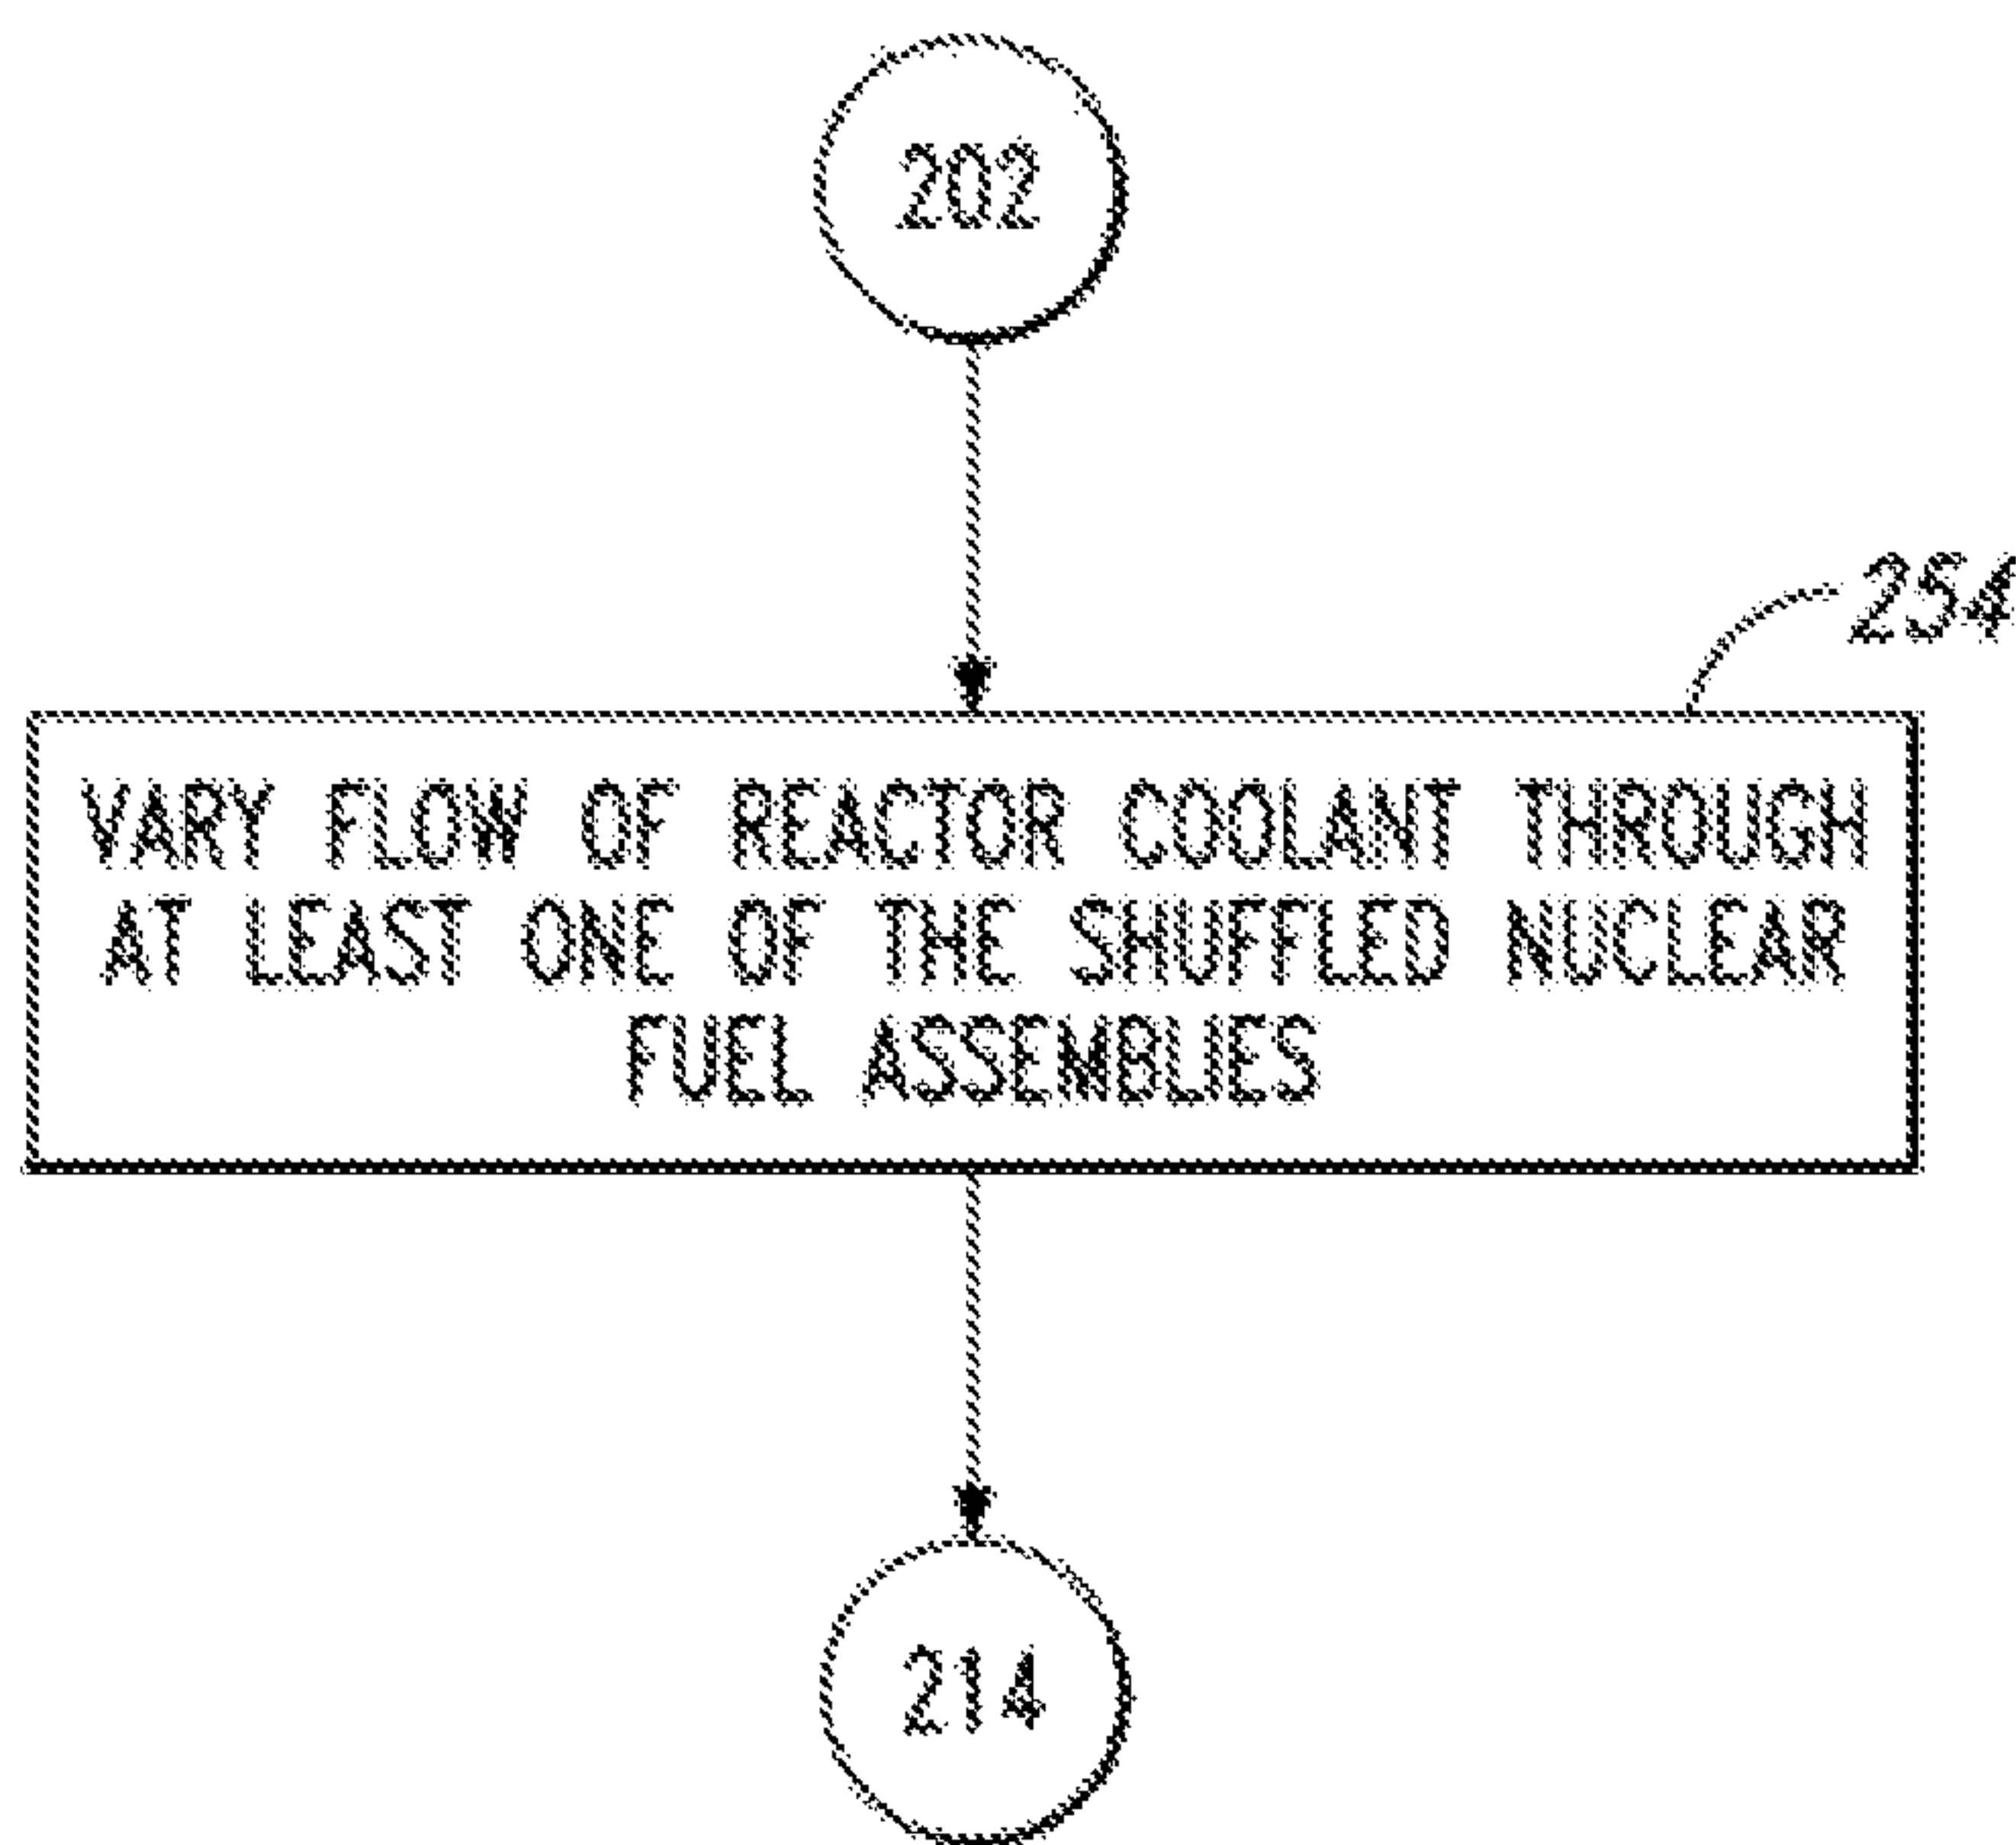 202
254
VARY FLOW OF REACTOR COOLANT THROUGH
AT LEAST ONE OF THE SHUFFLED NUCLEAR
FUEL ASSEMBLIES
214